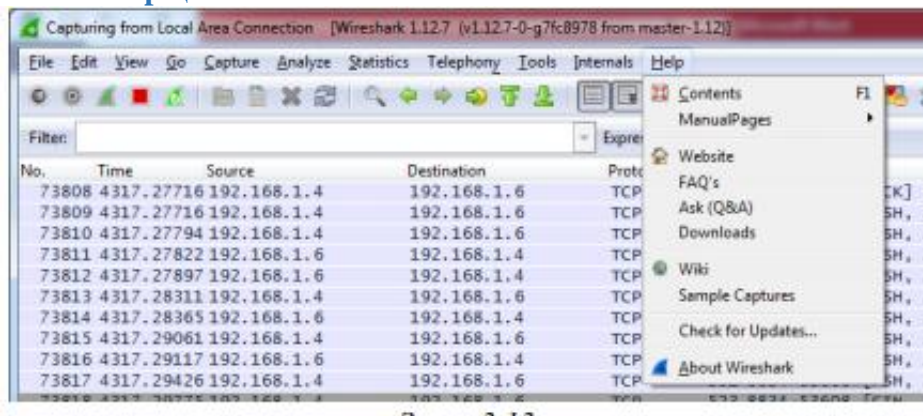 Capturing from Local Area Connection [Wireshark 1.12.7 (v1.12.7-0-g7fc8978 from master-1.12)]
File Edit View Go Capture Analyze Statistics Telephony Tools Internals Help
Filter:
No. Time Source Destination
73808 4317.27716 192.168.1.4 192.168.1.6 TCP
73809 4317.27716 192.168.1.4 192.168.1.6 TCP
73810 4317.27794 192.168.1.4 192.168.1.6 TCP
73811 4317.27822 192.168.1.6 192.168.1.4 TCP
73812 4317.27897 192.168.1.6 192.168.1.4 TCP
73813 4317.28311 192.168.1.4 192.168.1.6 TCP
73814 4317.28365 192.168.1.6 192.168.1.4 TCP
73815 4317.29061 192.168.1.4 192.168.1.6 TCP
73816 4317.29117 192.168.1.6 192.168.1.4 TCP
73817 4317.29426 192.168.1.4 192.168.1.6 TCP
Contents F1
ManualPages
Website
FAQ's
Ask (Q&A)
Downloads
Wiki
Sample Captures
Check for Updates...
About Wireshark